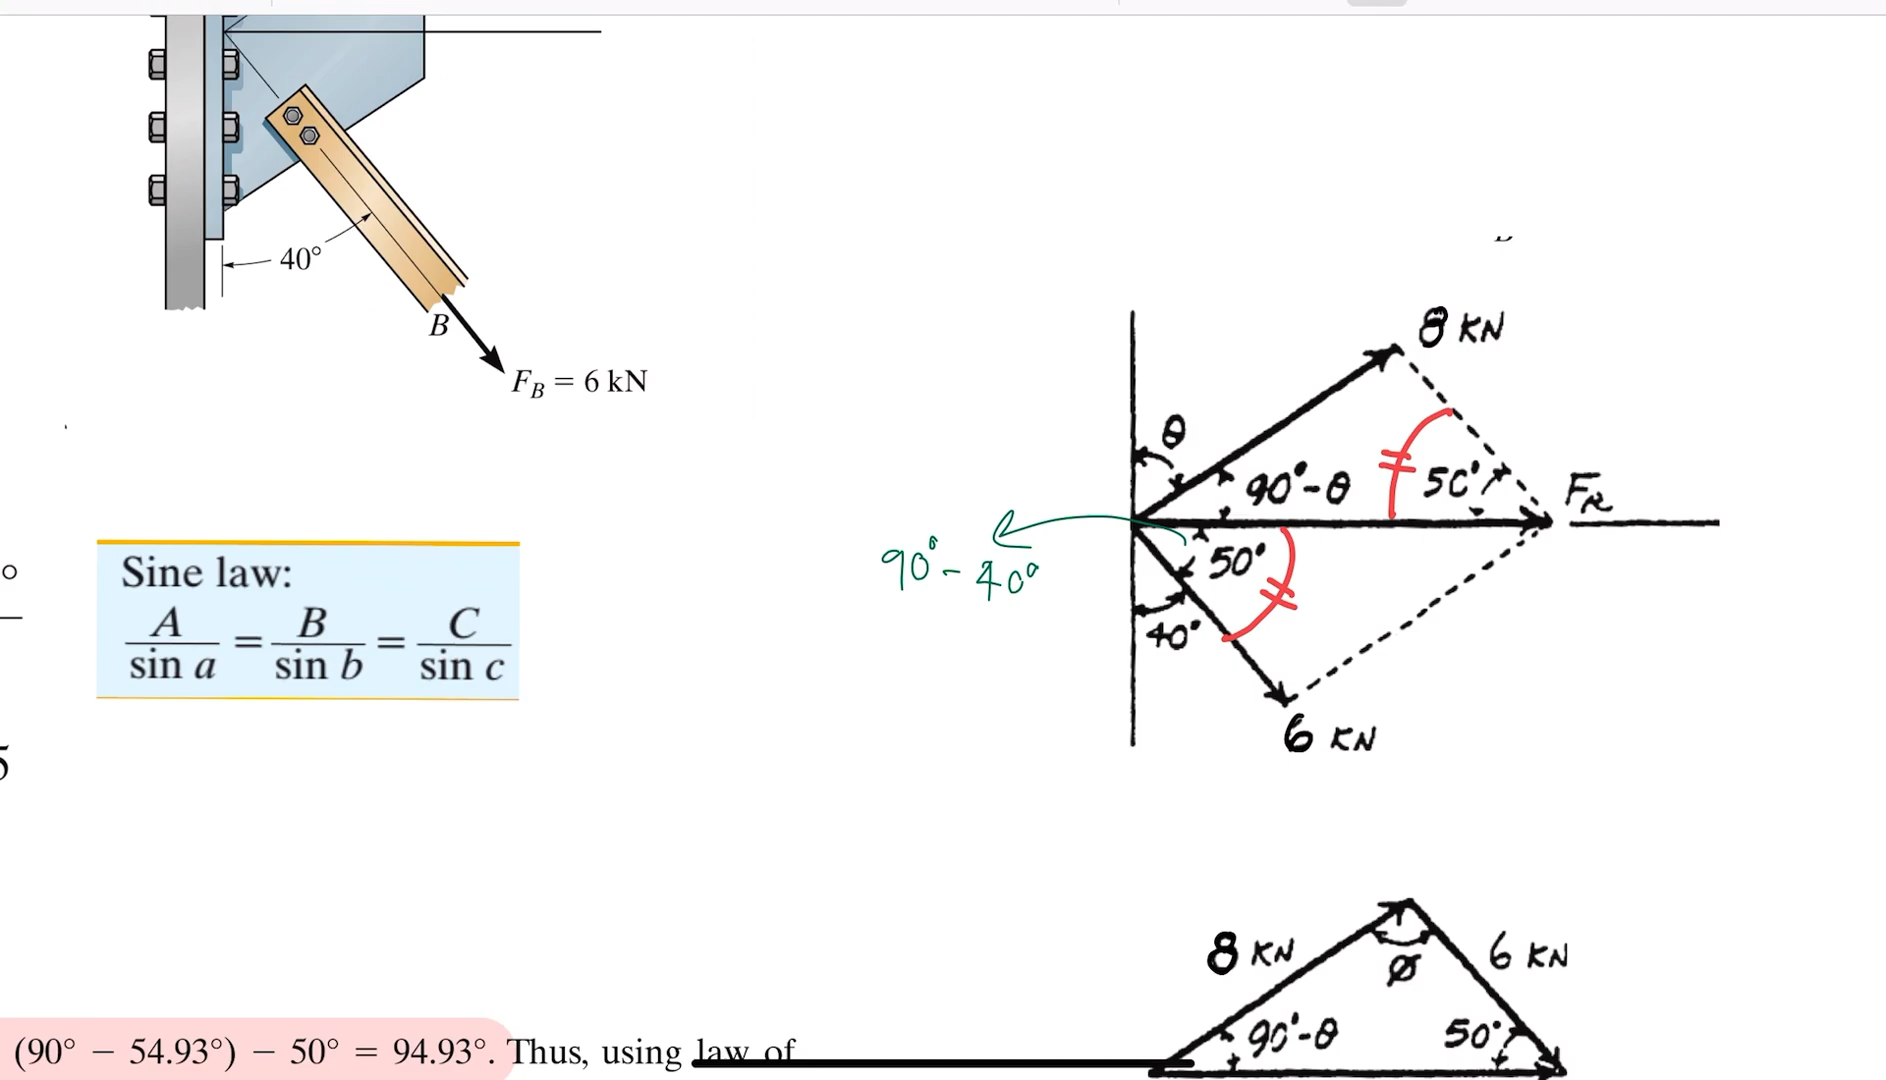 40°
B
F_B = 6 kN
8 KN
θ
90°-θ
50°
F_R
90° - 40°
50°
40°
6 KN
Sine law:
A/sin a = B/sin b = C/sin c
8 KN
6 KN
Ø
90°-θ
50°
(90° − 54.93°) − 50° = 94.93°. Thus, using law of